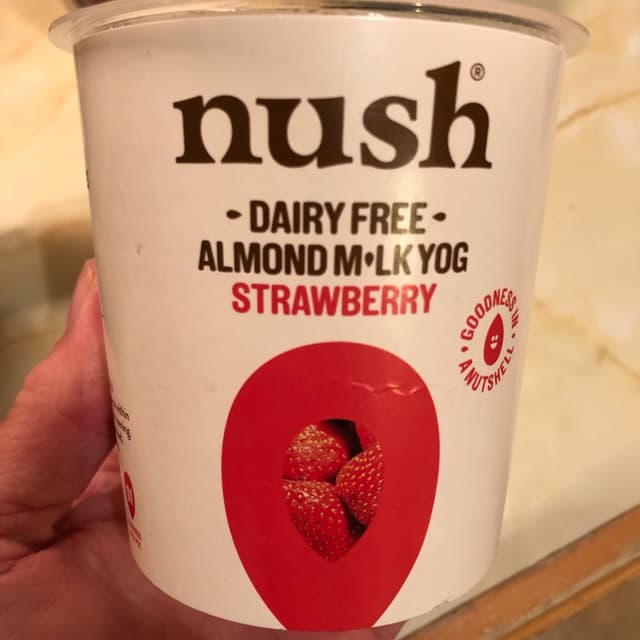 nush®
DAIRY FREE
ALMOND M•LK YOG
STRAWBERRY
• GOODNESS IN •
A NUTSHELL